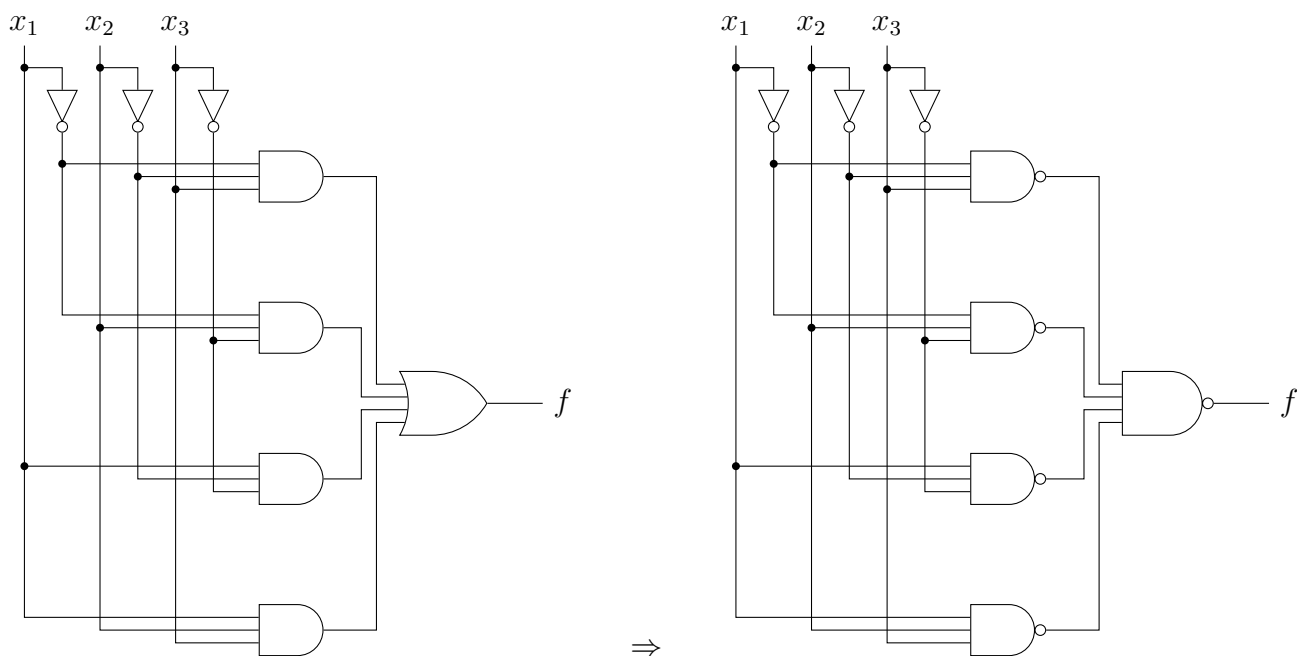 x₁ x₂ x₃ x₁ x₂ x₃
f f
⇒